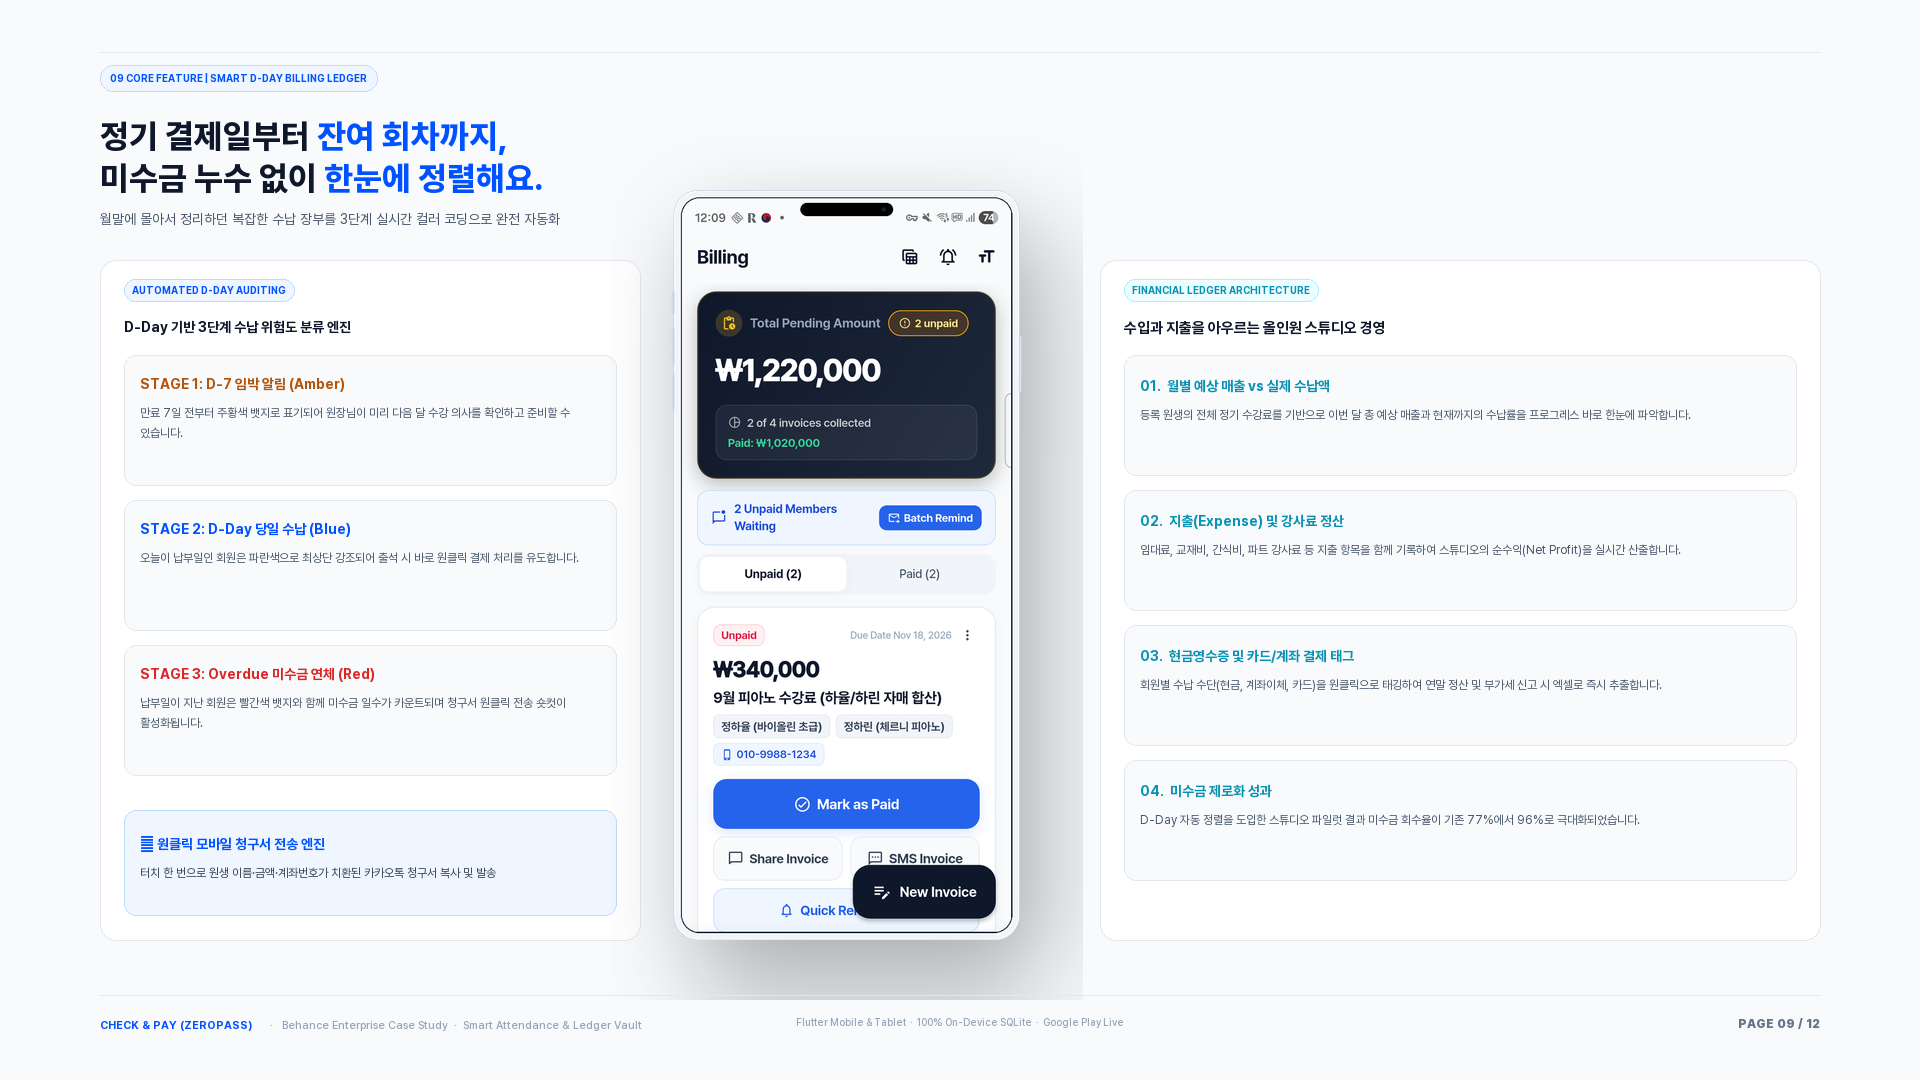 09 CORE FEATURE | SMART D-DAY BILLING LEDGER
정기 결제일부터 잔여 회차까지,
미수금 누수 없이 한눈에 정렬해요.
월말에 몰아서 정리하던 복잡한 수납 장부를 3단계 실시간 컬러 코딩으로 완전 자동화
AUTOMATED D-DAY AUDITING
D-Day 기반 3단계 수납 위험도 분류 엔진
STAGE 1: D-7 임박 알림 (Amber)
만료 7일 전부터 주황색 뱃지로 표기되어 원장님이 미리 다음 달 수강 의사를 확인하고 준비할 수
있습니다.
STAGE 2: D-Day 당일 수납 (Blue)
오늘이 납부일인 회원은 파란색으로 최상단 강조되어 출석 시 바로 원클릭 결제 처리를 유도합니다.
STAGE 3: Overdue 미수금 연체 (Red)
납부일이 지난 회원은 빨간색 뱃지와 함께 미수금 일수가 카운트되며 청구서 원클릭 전송 숏컷이
활성화됩니다.
원클릭 모바일 청구서 전송 엔진
터치 한 번으로 원생 이름·금액·계좌번호가 치환된 카카오톡 청구서 복사 및 발송
12:09
74
Billing
Total Pending Amount
2 unpaid
₩1,220,000
2 of 4 invoices collected
Paid: ₩1,020,000
2 Unpaid Members
Waiting
Batch Remind
Unpaid (2)
Paid (2)
Unpaid
Due Date Nov 18, 2026
₩340,000
9월 피아노 수강료 (하율/하린 자매 합산)
정하율 (바이올린 초급)
정하린 (체르니 피아노)
010-9988-1234
Mark as Paid
Share Invoice
SMS Invoice
New Invoice
Quick Re
FINANCIAL LEDGER ARCHITECTURE
수입과 지출을 아우르는 올인원 스튜디오 경영
01. 월별 예상 매출 vs 실제 수납액
등록 원생의 전체 정기 수강료를 기반으로 이번 달 총 예상 매출과 현재까지의 수납률을 프로그레스 바로 한눈에 파악합니다.
02. 지출(Expense) 및 강사료 정산
임대료, 교재비, 간식비, 파트 강사료 등 지출 항목을 함께 기록하여 스튜디오의 순수익(Net Profit)을 실시간 산출합니다.
03. 현금영수증 및 카드/계좌 결제 태그
회원별 수납 수단(현금, 계좌이체, 카드)을 원클릭으로 태깅하여 연말 정산 및 부가세 신고 시 엑셀로 즉시 추출합니다.
04. 미수금 제로화 성과
D-Day 자동 정렬을 도입한 스튜디오 파일럿 결과 미수금 회수율이 기존 77%에서 96%로 극대화되었습니다.
CHECK & PAY (ZEROPASS) · Behance Enterprise Case Study · Smart Attendance & Ledger Vault
Flutter Mobile & Tablet · 100% On-Device SQLite · Google Play Live
PAGE 09 / 12